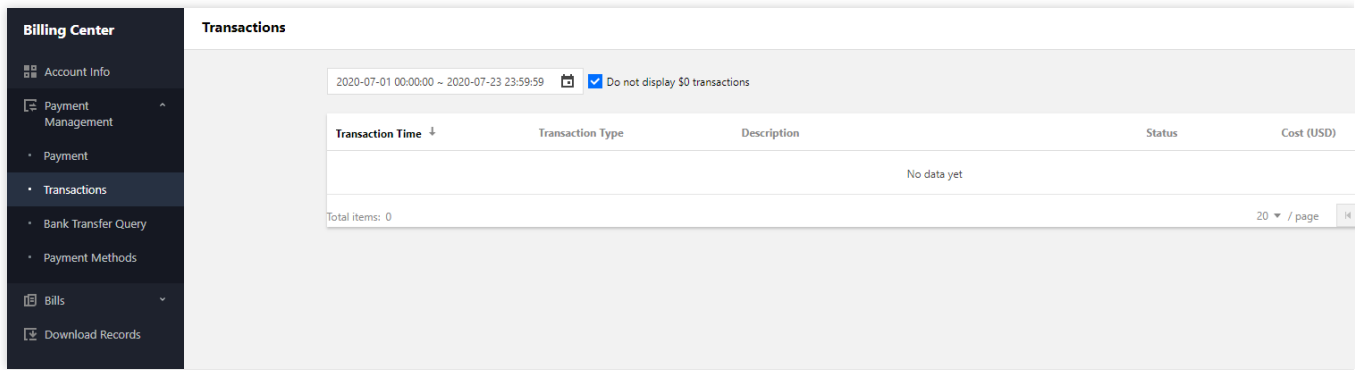 Billing Center
Account Info
Payment
Management
Payment
Transactions
Bank Transfer Query
Payment Methods
Bills
Download Records
Transactions
2020-07-01 00:00:00 ~ 2020-07-23 23:59:59
Do not display $0 transactions
Transaction Time Transaction Type Description Status Cost (USD)
No data yet
Total items: 0 20 / page